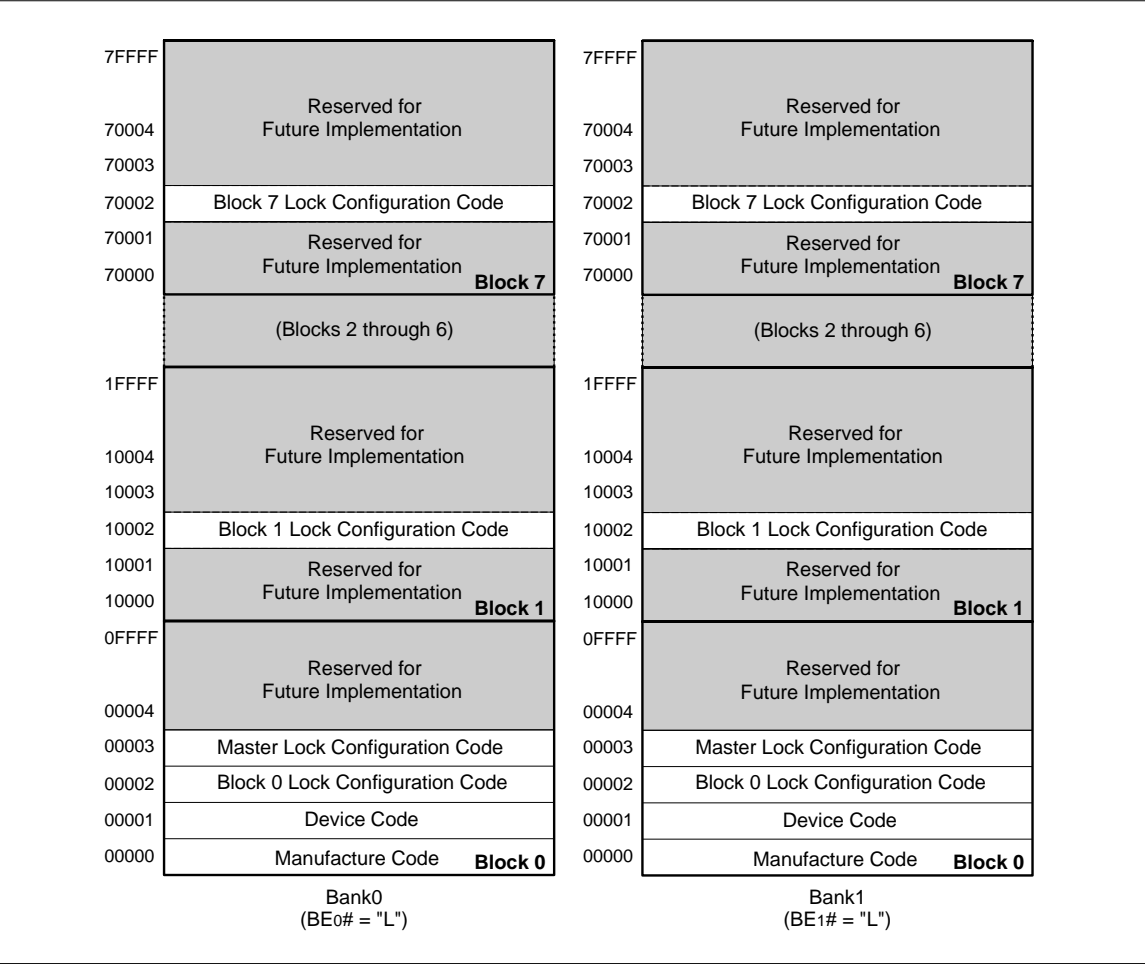 7FFFF
Reserved for
Future Implementation
70004
70003
70002
Block 7 Lock Configuration Code
70001
Reserved for
Future Implementation
70000
Block 7
(Blocks 2 through 6)
1FFFF
Reserved for
Future Implementation
10004
10003
10002
Block 1 Lock Configuration Code
10001
Reserved for
Future Implementation
10000
Block 1
0FFFF
Reserved for
Future Implementation
00004
00003
Master Lock Configuration Code
00002
Block 0 Lock Configuration Code
00001
Device Code
00000
Manufacture Code
Block 0
Bank0
(BE0# = "L")
7FFFF
Reserved for
Future Implementation
70004
70003
70002
Block 7 Lock Configuration Code
70001
Reserved for
Future Implementation
70000
Block 7
(Blocks 2 through 6)
1FFFF
Reserved for
Future Implementation
10004
10003
10002
Block 1 Lock Configuration Code
10001
Reserved for
Future Implementation
10000
Block 1
0FFFF
Reserved for
Future Implementation
00004
00003
Master Lock Configuration Code
00002
Block 0 Lock Configuration Code
00001
Device Code
00000
Manufacture Code
Block 0
Bank1
(BE1# = "L")